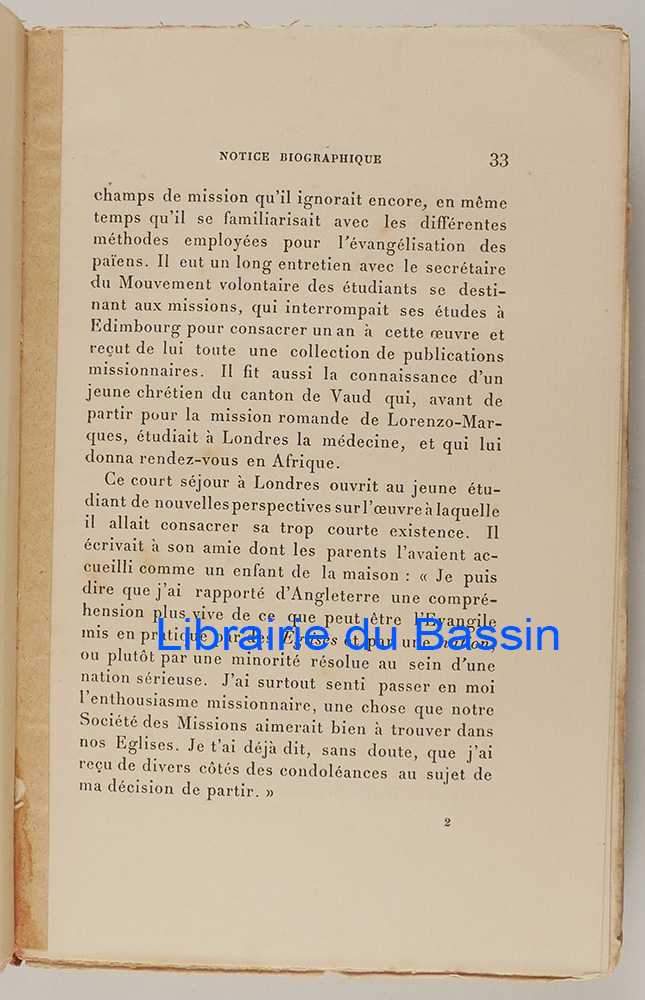 NOTICE BIOGRAPHIQUE 33
champs de mission qu'il ignorait encore, en même
temps qu'il se familiarisait avec les différentes
méthodes employées pour l'évangélisation des
païens. Il eut un long entretien avec le secrétaire
du Mouvement volontaire des étudiants se desti-
nant aux missions, qui interrompait ses études à
Edimbourg pour consacrer un an à cette œuvre et
reçut de lui toute une collection de publications
missionnaires. Il fit aussi la connaissance d'un
jeune chrétien du canton de Vaud qui, avant de
partir pour la mission romande de Lorenzo-Mar-
ques, étudiait à Londres la médecine, et qui lui
donna rendez-vous en Afrique.
Ce court séjour à Londres ouvrit au jeune étu-
diant de nouvelles perspectives sur l'œuvre à laquelle
il allait consacrer sa trop courte existence. Il
écrivait à son amie dont les parents l'avaient ac-
cueilli comme un enfant de la maison : « Je puis
dire que j'ai rapporté d'Angleterre une compré-
hension plus vive de ce que peut être l'Evangile
mis en pratique par des Eglises et par une nation,
ou plutôt par une minorité résolue au sein d'une
nation sérieuse. J'ai surtout senti passer en moi
l'enthousiasme missionnaire, une chose que notre
Société des Missions aimerait bien à trouver dans
nos Eglises. Je t'ai déjà dit, sans doute, que j'ai
reçu de divers côtés des condoléances au sujet de
ma décision de partir. »
2
Librairie du Bassin